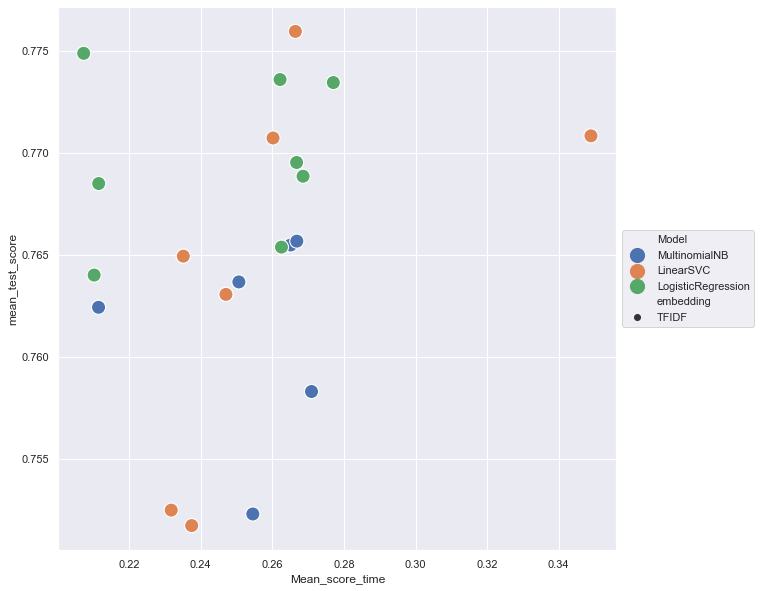 0.775
0.770
0.765
0.760
0.755
mean_test_score
0.22
0.24
0.26
0.28
0.30
0.32
0.34
Mean_score_time
Model
MultinomialNB
LinearSVC
LogisticRegression
embedding
TFIDF